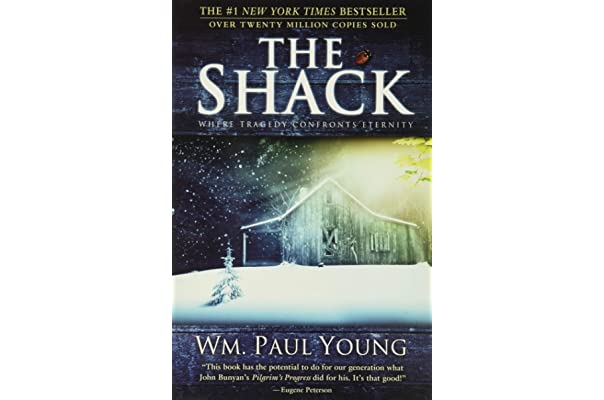 THE #1 NEW YORK TIMES BESTSELLER
OVER TWENTY MILLION COPIES SOLD
THE
SHACK
WHERE TRAGEDY CONFRONTS ETERNITY
WM. PAUL YOUNG
“This book has the potential to do for our generation what
John Bunyan’s Pilgrim’s Progress did for his. It’s that good!”
—Eugene Peterson